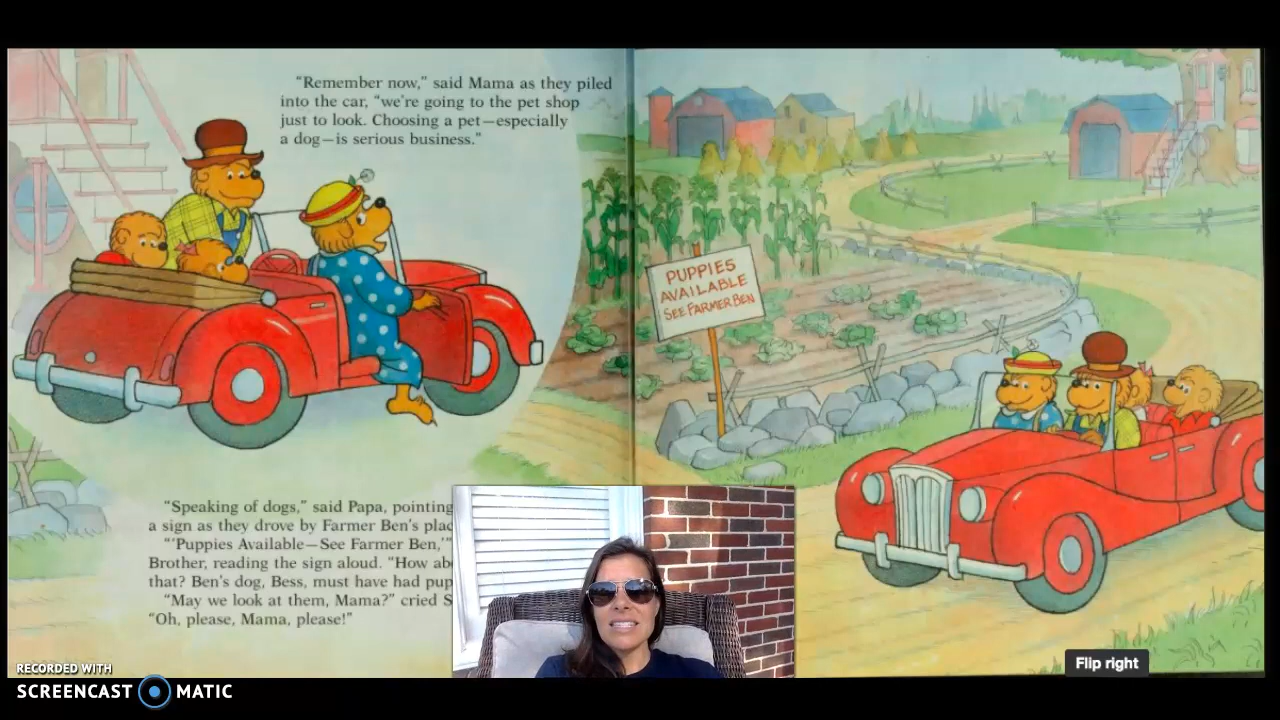 "Remember now," said Mama as they piled
into the car, "we're going to the pet shop
just to look. Choosing a pet—especially
a dog—is serious business."
PUPPIES
AVAILABLE
SEE FARMER BEN
"Speaking of dogs," said Papa, pointing
a sign as they drove by Farmer Ben's
"'Puppies Available—See Farmer Ben,'"
Brother, reading the sign aloud. "How
that? Ben's dog, Bess, must have had
"May we look at them, Mama?" cried
"Oh, please, Mama, please!"
Flip right
RECORDED WITH
SCREENCAST MATIC